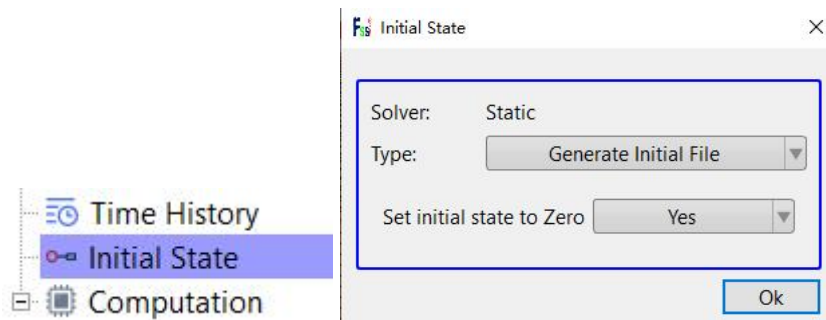 Time History
Initial State
Computation
Fssi Initial State
Solver: Static
Type: Generate Initial File
Set initial state to Zero Yes
Ok